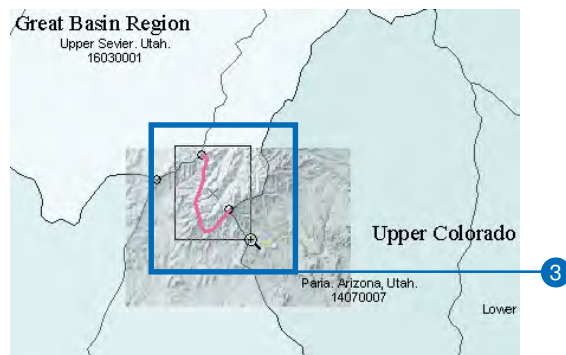 Great Basin Region
Upper Sevier. Utah.
16030001
Upper Colorado
3
Paria. Arizona, Utah.
14070007
Lower